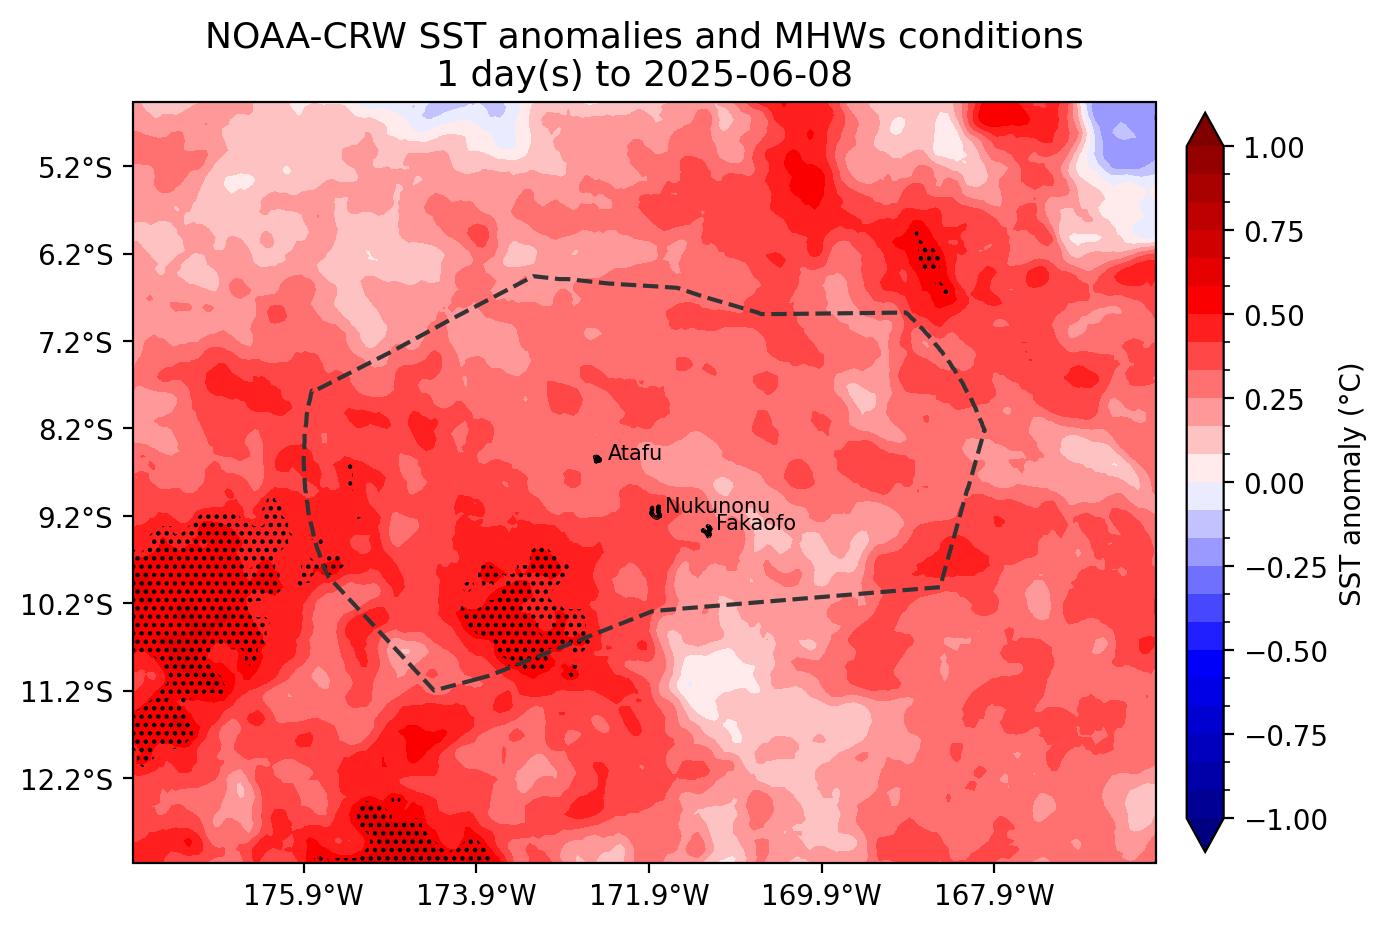 NOAA-CRW SST anomalies and MHWs conditions
1 day(s) to 2025-06-08
5.2°S
6.2°S
7.2°S
8.2°S
9.2°S
10.2°S
11.2°S
12.2°S
Atafu
Nukunonu
Fakaofo
175.9°W
173.9°W
171.9°W
169.9°W
167.9°W
1.00
0.75
0.50
0.25
0.00
−0.25
−0.50
−0.75
−1.00
SST anomaly (°C)